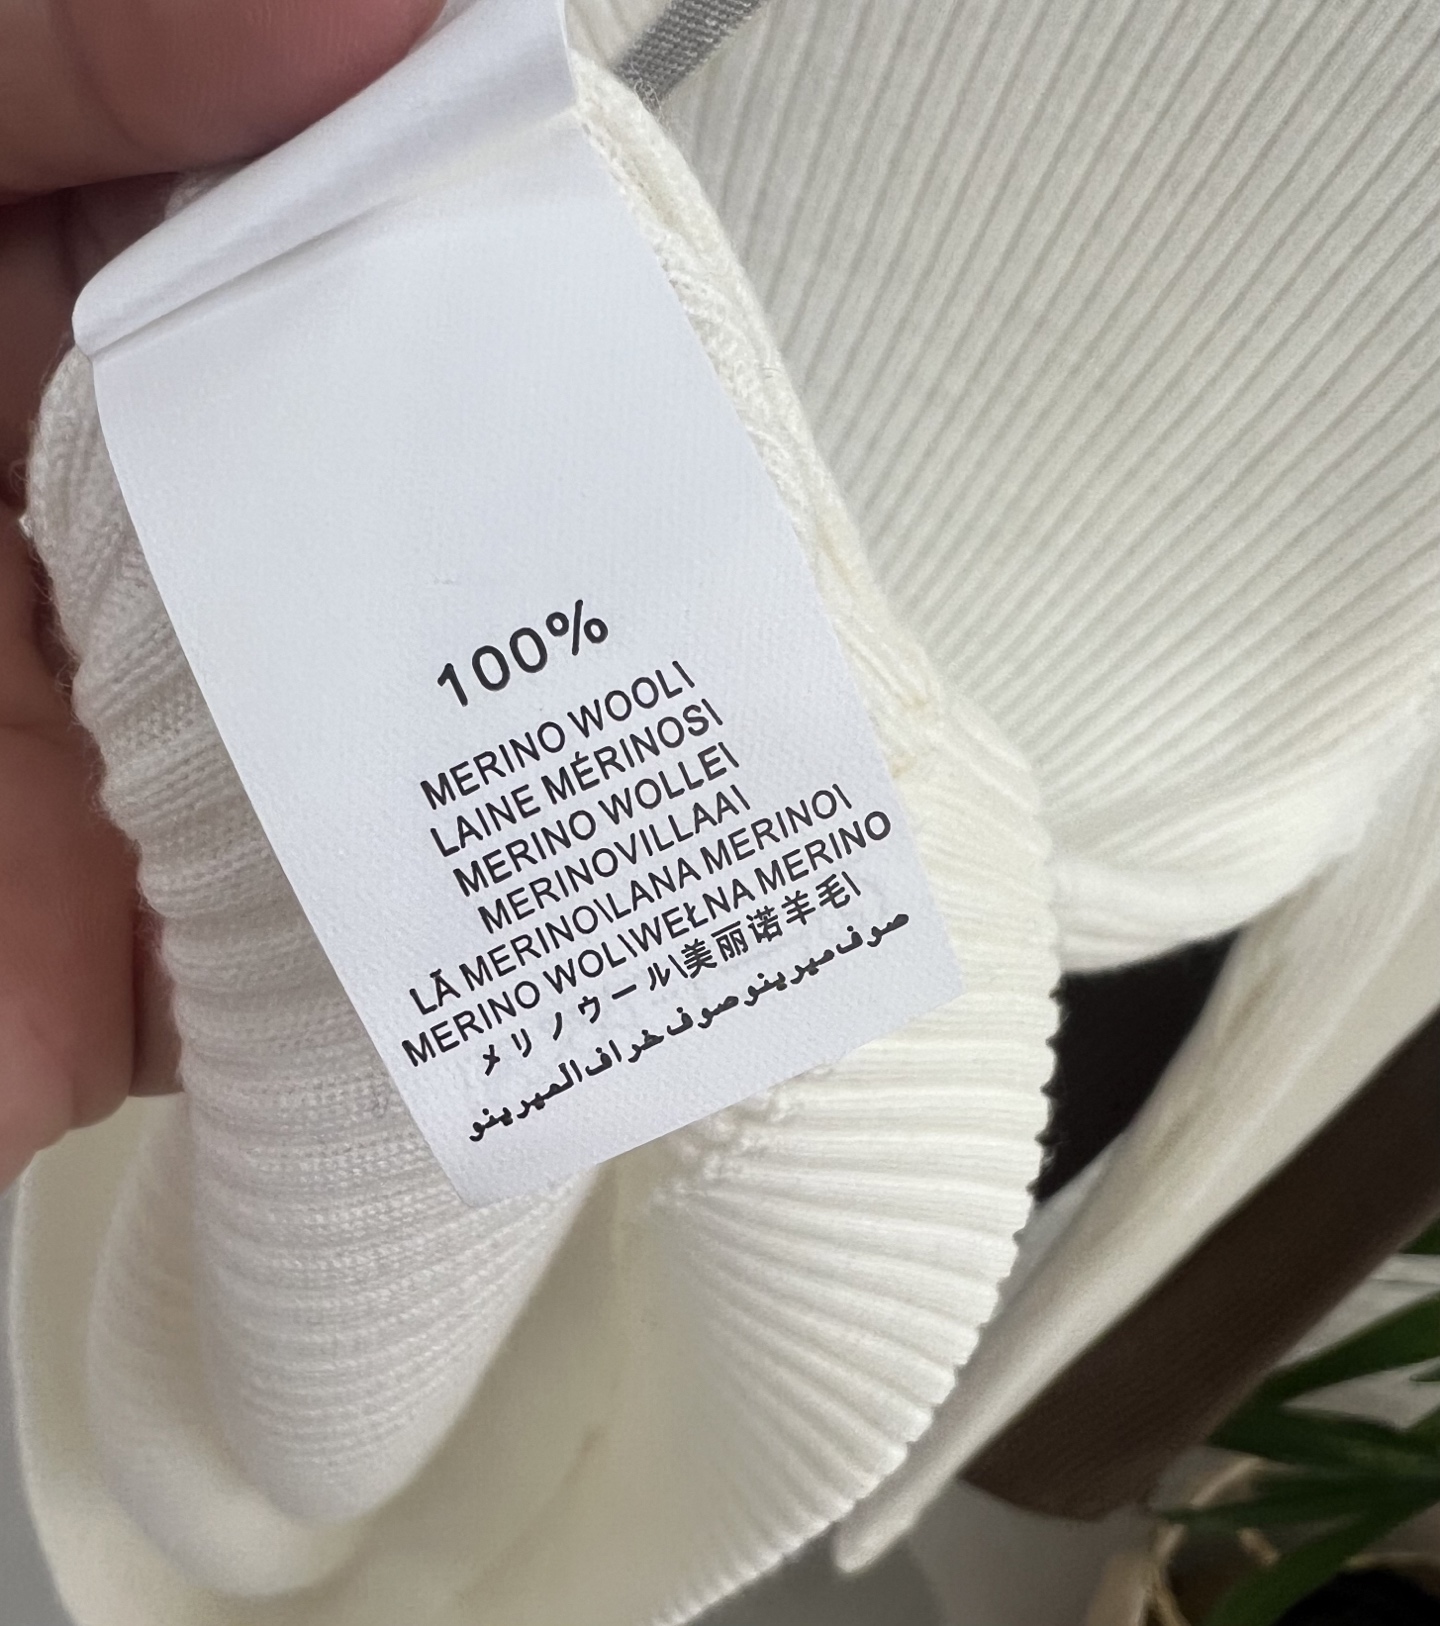 100%
MERINO WOOL\
LAINE MÉRINOS\
MERINO WOLLE\
MERINOVILLAA\
LÃ MERINO\LANA MERINO\
MERINO WOL\WEŁNA MERINO
メリノウール\美丽诺羊毛\
صوف ميرينو صوف خراف الميرينو